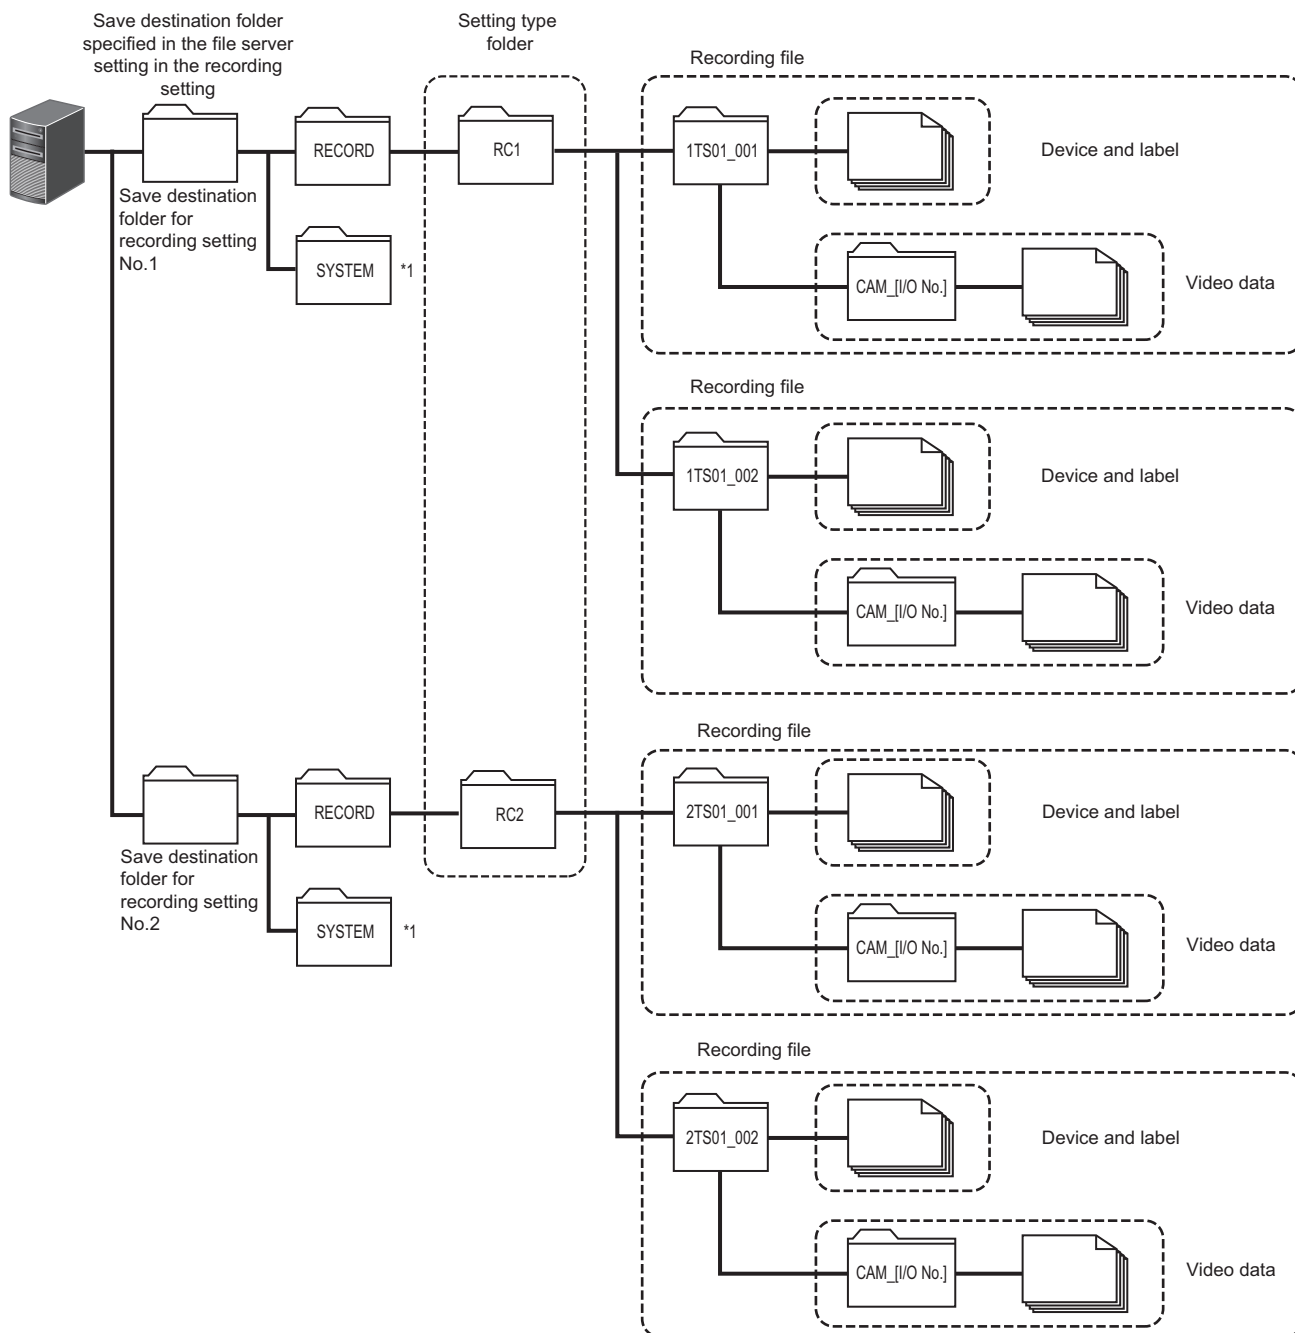 Save destination folder
specified in the file server
setting in the recording
setting
Setting type
folder
Recording file
RECORD
RC1
1TS01_001
Device and label
Save destination
folder for
recording setting
No.1
SYSTEM
*1
CAM_[I/O No.]
Video data
Recording file
1TS01_002
Device and label
CAM_[I/O No.]
Video data
Recording file
RECORD
RC2
2TS01_001
Device and label
Save destination
folder for
recording setting
No.2
SYSTEM
*1
CAM_[I/O No.]
Video data
Recording file
2TS01_002
Device and label
CAM_[I/O No.]
Video data